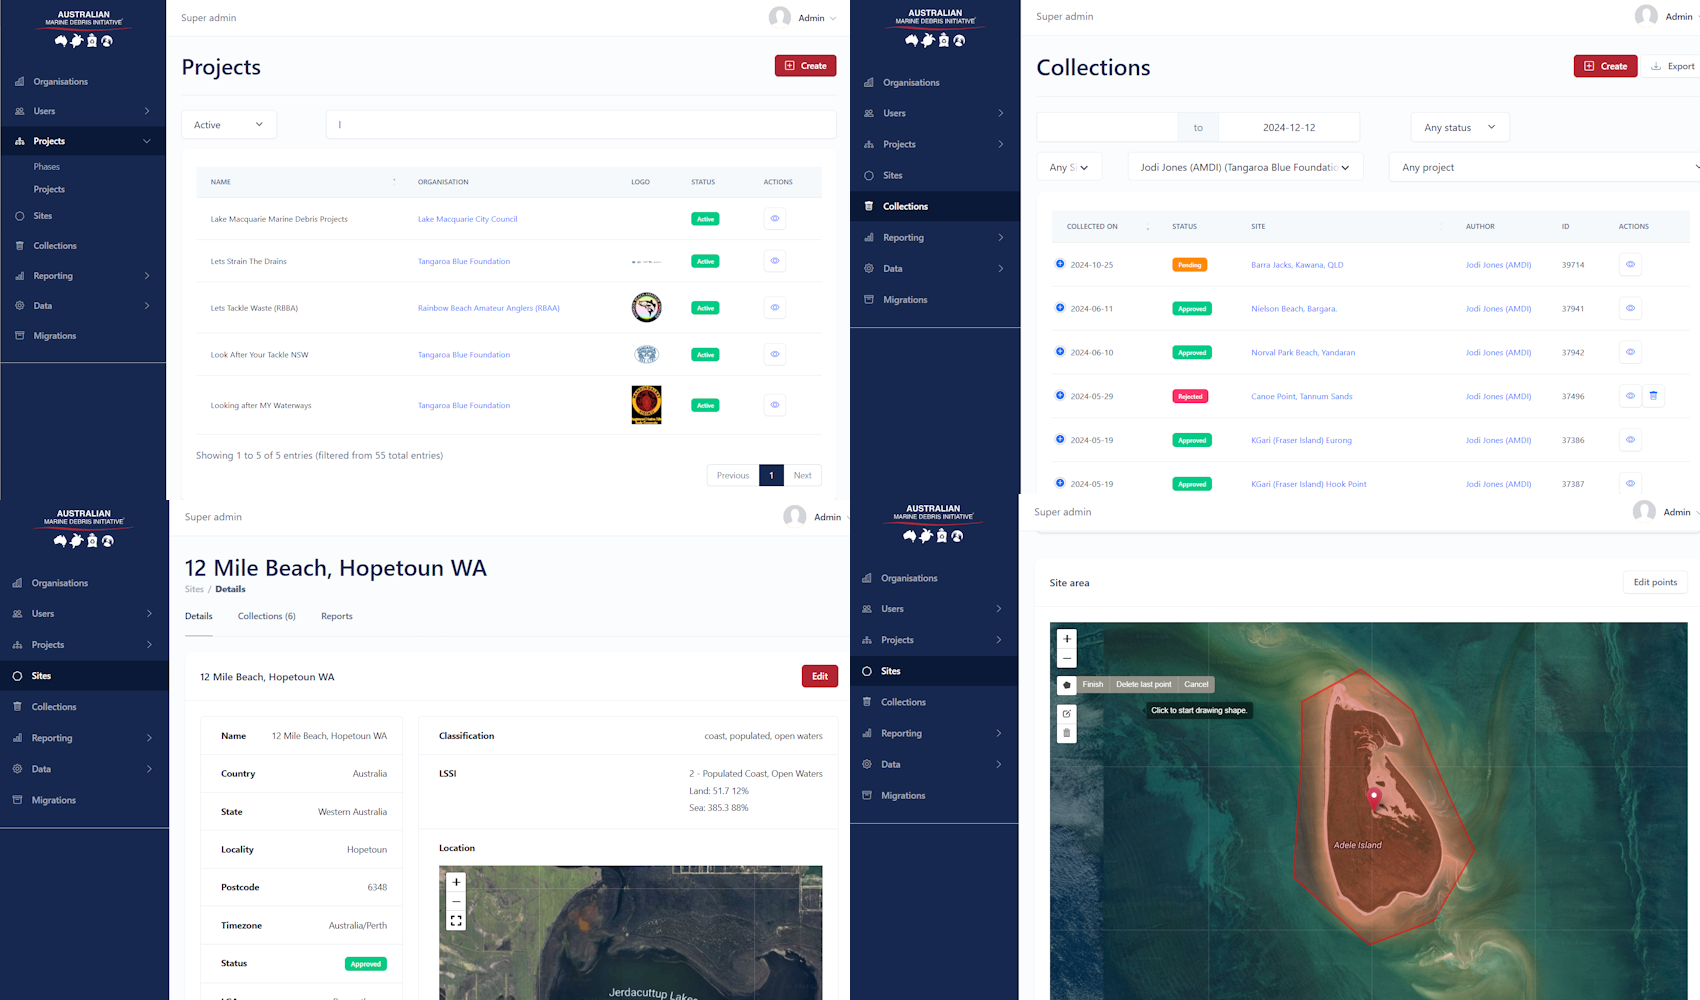 AUSTRALIAN
MARINE DEBRIS INITIATIVE
Organisations
Users
Projects
Phases
Projects
Sites
Collections
Reporting
Data
Migrations
Super admin
Admin
Projects
Create
Active
l
NAME ORGANISATION LOGO STATUS ACTIONS
Lake Macquarie Marine Debris Projects Lake Macquarie City Council Active
Lets Strain The Drains Tangaroa Blue Foundation Active
Lets Tackle Waste (RBBA) Rainbow Beach Amateur Anglers (RBAA) Active
Look After Your Tackle NSW Tangaroa Blue Foundation Active
Looking after MY Waterways Tangaroa Blue Foundation Active
Showing 1 to 5 of 5 entries (filtered from 55 total entries)
Previous 1 Next
AUSTRALIAN
MARINE DEBRIS INITIATIVE
Organisations
Users
Projects
Sites
Collections
Reporting
Data
Migrations
Super admin
Admin
Collections
Create
Export
to 2024-12-12
Any status
Any Si
Jodi Jones (AMDI) (Tangaroa Blue Foundatio
Any project
COLLECTED ON STATUS SITE AUTHOR ID ACTIONS
2024-10-25 Pending Barra Jacks, Kawana, QLD Jodi Jones (AMDI) 39714
2024-06-11 Approved Nielson Beach, Bargara. Jodi Jones (AMDI) 37941
2024-06-10 Approved Norval Park Beach, Yandaran Jodi Jones (AMDI) 37942
2024-05-29 Rejected Canoe Point, Tannum Sands Jodi Jones (AMDI) 37496
2024-05-19 Approved KGari (Fraser Island) Eurong Jodi Jones (AMDI) 37386
2024-05-19 Approved KGari (Fraser Island) Hook Point Jodi Jones (AMDI) 37387
AUSTRALIAN
MARINE DEBRIS INITIATIVE
Organisations
Users
Projects
Sites
Collections
Reporting
Data
Migrations
Super admin
Admin
12 Mile Beach, Hopetoun WA
Sites / Details
Details Collections (6) Reports
12 Mile Beach, Hopetoun WA
Edit
Name 12 Mile Beach, Hopetoun WA
Country Australia
State Western Australia
Locality Hopetoun
Postcode 6348
Timezone Australia/Perth
Status Approved
Classification coast, populated, open waters
LSSI 2 - Populated Coast, Open Waters
Land: 51.7 12%
Sea: 385.3 88%
Location
+
−
Jerdacuttup Lake
AUSTRALIAN
MARINE DEBRIS INITIATIVE
Organisations
Users
Projects
Sites
Collections
Reporting
Data
Migrations
Super admin
Admin
Site area
Edit points
+
−
Finish Delete last point Cancel
Click to start drawing shape.
Adele Island